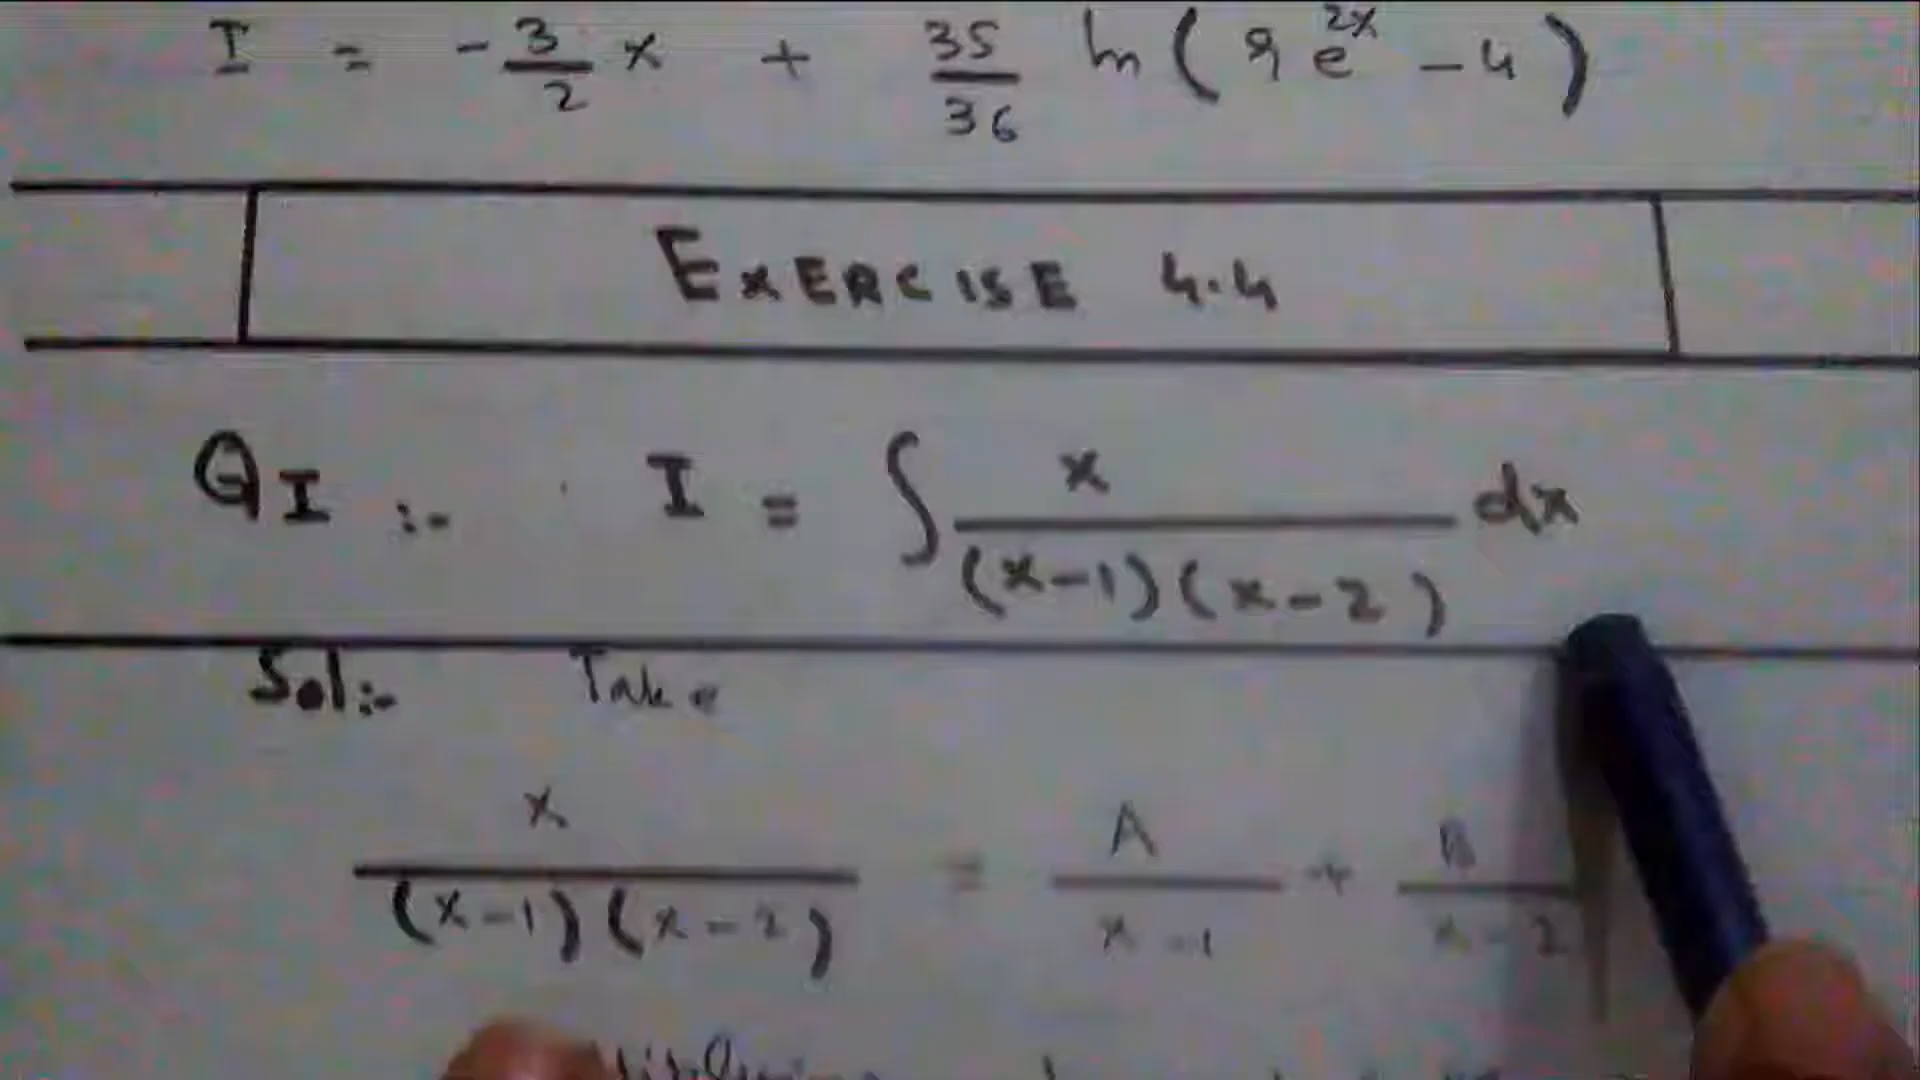 I = -3/2 x + 35/36 ln(9e^2x - 4)
EXERCISE 4.4
Q1 :- I = ∫ x/((x-1)(x-2)) dx
Sol:- Take
x/((x-1)(x-2)) = A/(x-1) + B/(x-2)